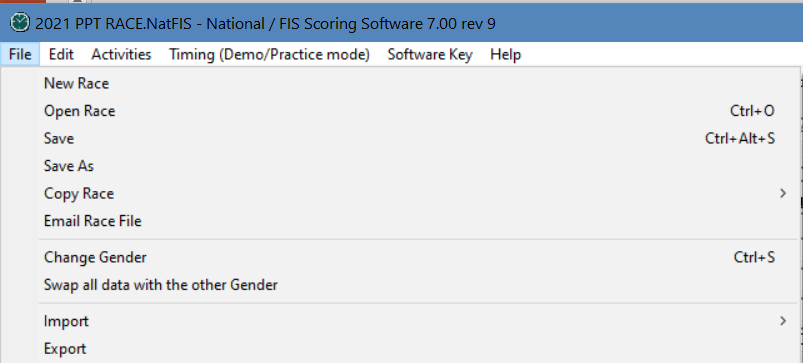 2021 PPT RACE.NatFIS - National / FIS Scoring Software 7.00 rev 9
File Edit Activities Timing (Demo/Practice mode) Software Key Help
New Race
Open Race Ctrl+O
Save Ctrl+Alt+S
Save As
Copy Race
Email Race File
Change Gender Ctrl+S
Swap all data with the other Gender
Import
Export